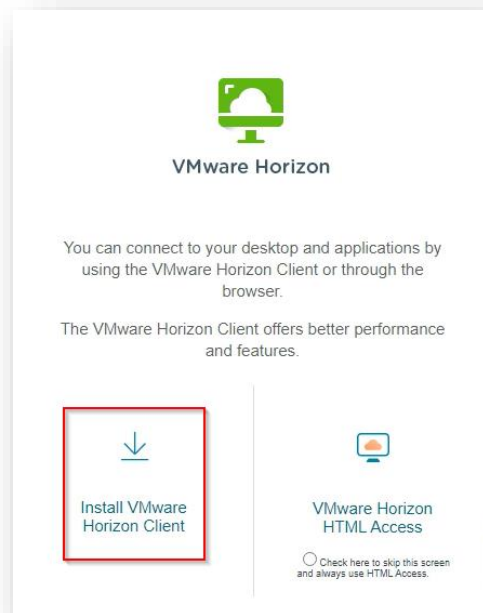 VMware Horizon
You can connect to your desktop and applications by
using the VMware Horizon Client or through the
browser.
The VMware Horizon Client offers better performance
and features.
Install VMware
Horizon Client
VMware Horizon
HTML Access
Check here to skip this screen
and always use HTML Access.